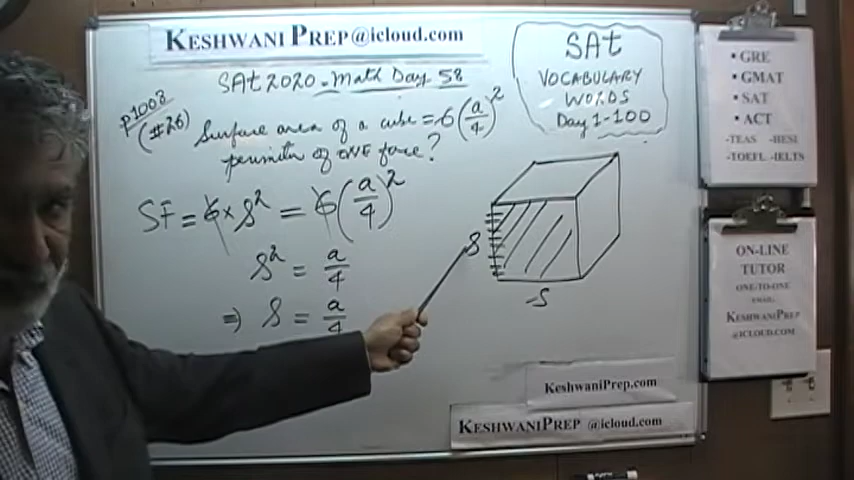 KESHWANI PREP@icloud.com
SAt 2020 - Math Day 58
p1008
(#26)
Surface area of a cube = 6(a/4)²
perimeter of ONE face?
SF = 6 × s² = 6(a/4)²
s² = a/4
⇒ s = a/4
s
s
SAt
VOCABULARY
WORDS
Day 1-100
▪ GRE
▪ GMAT
▪ SAT
▪ ACT
-TEAS -HESI
-TOEFL -IELTS
ON-LINE
TUTOR
ONE-TO-ONE
EMAIL:
KESHWANIPREP
@ICLOUD.COM
KeshwaniPrep.com
KESHWANIPREP @icloud.com